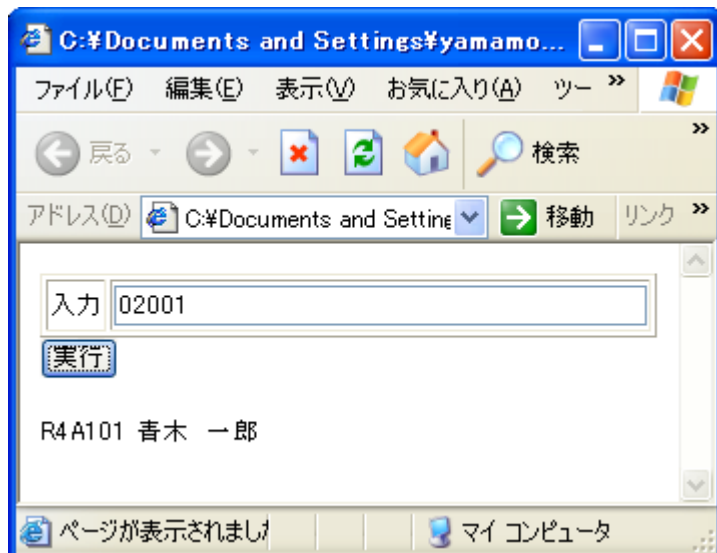 C:¥Documents and Settings¥yamamo...
ファイル(F) 編集(E) 表示(V) お気に入り(A) ツー »
戻る 検索 »
アドレス(D) C:¥Documents and Setting 移動 リンク »
入力 02001
実行
R4A101 青木 一郎
ページが表示されました マイ コンピュータ